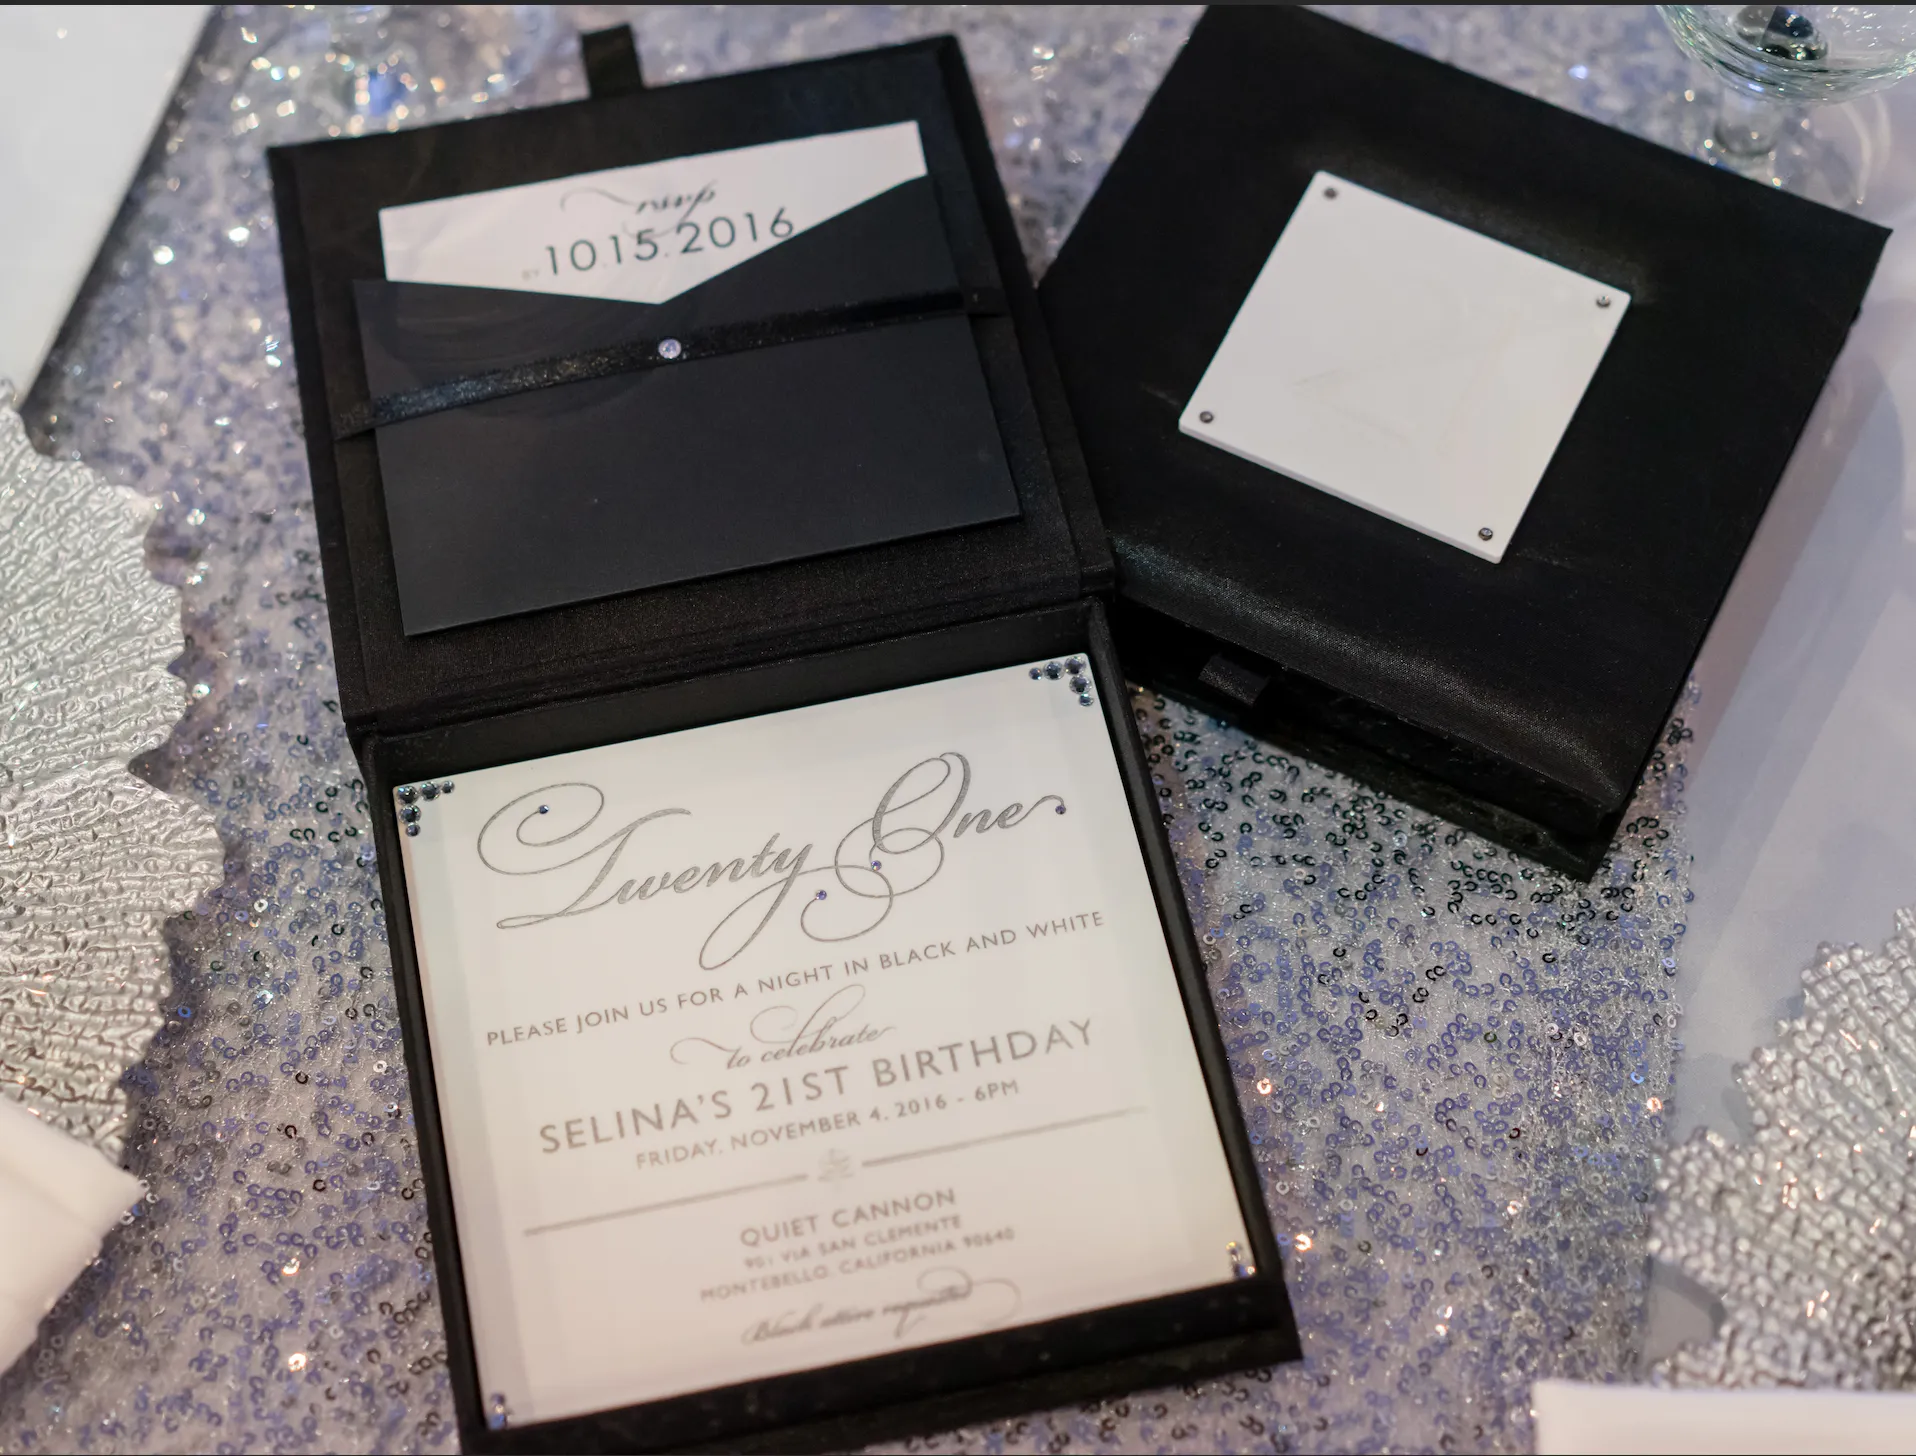 rsvp
BY 10.15.2016
Twenty One
PLEASE JOIN US FOR A NIGHT IN BLACK AND WHITE
to celebrate
SELINA'S 21ST BIRTHDAY
FRIDAY, NOVEMBER 4, 2016 - 6PM
QUIET CANNON
901 VIA SAN CLEMENTE
MONTEBELLO, CALIFORNIA 90640
Black attire requested